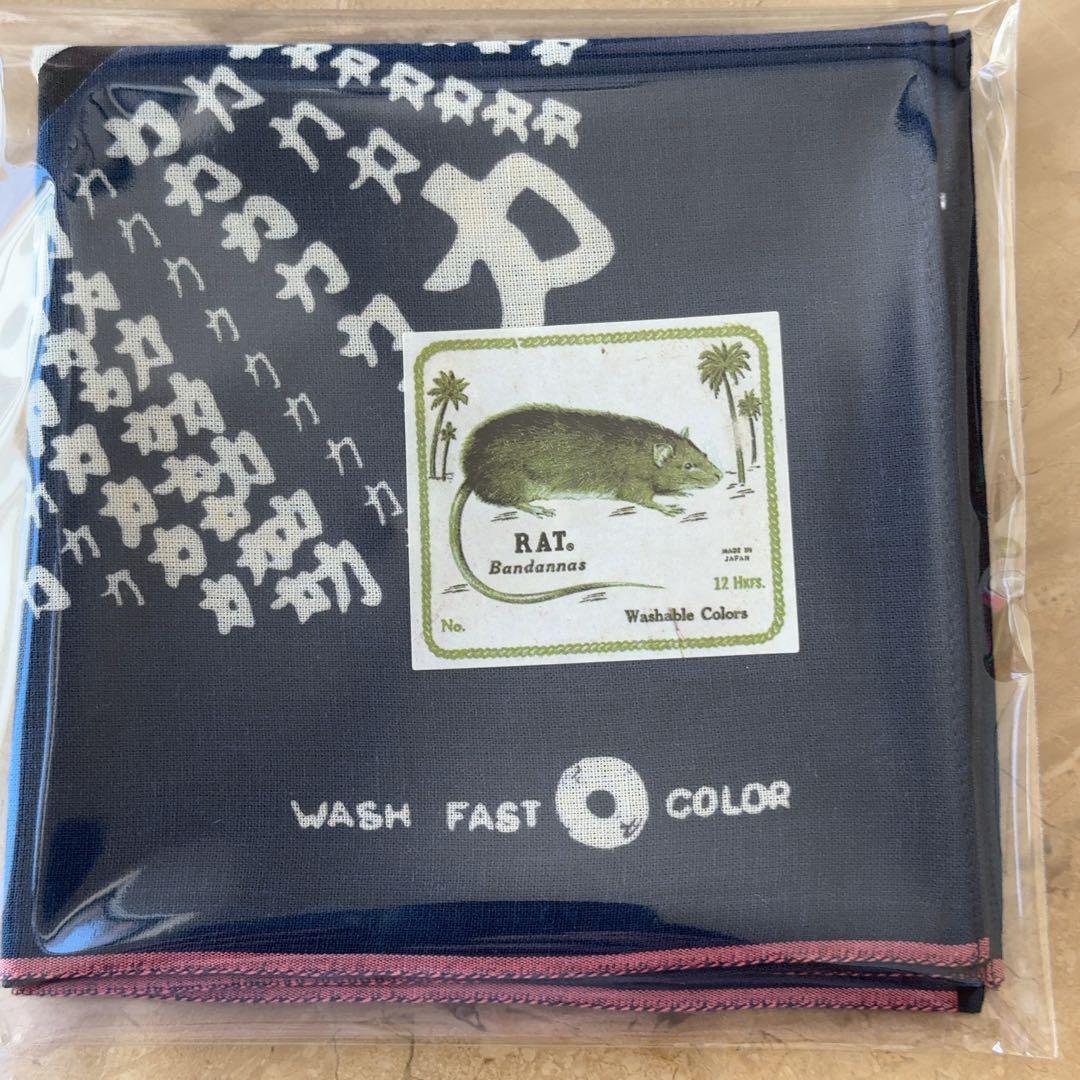 RAT®
Bandannas
MADE IN
JAPAN
12 HKFS.
Washable Colors
No.
WASH FAST COLOR